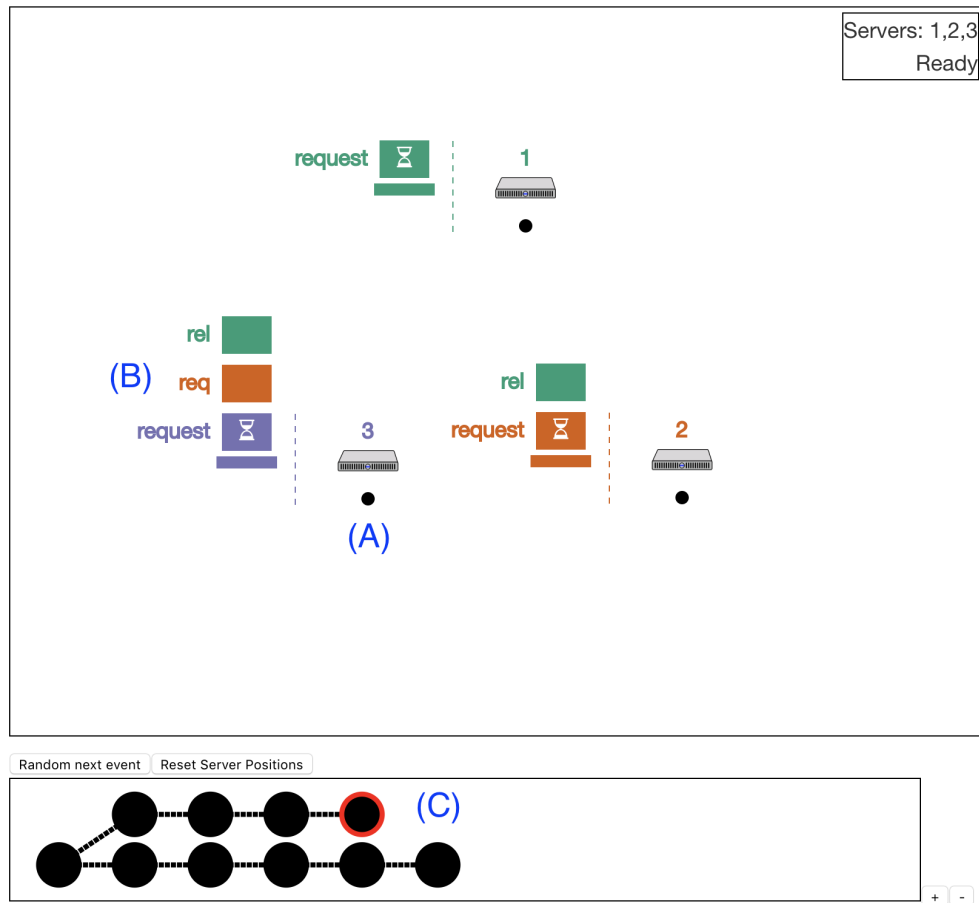 Servers: 1,2,3
Ready
request
1
rel
(B)
req
rel
request
3
request
2
(A)
Random next event
Reset Server Positions
(C)
+
-